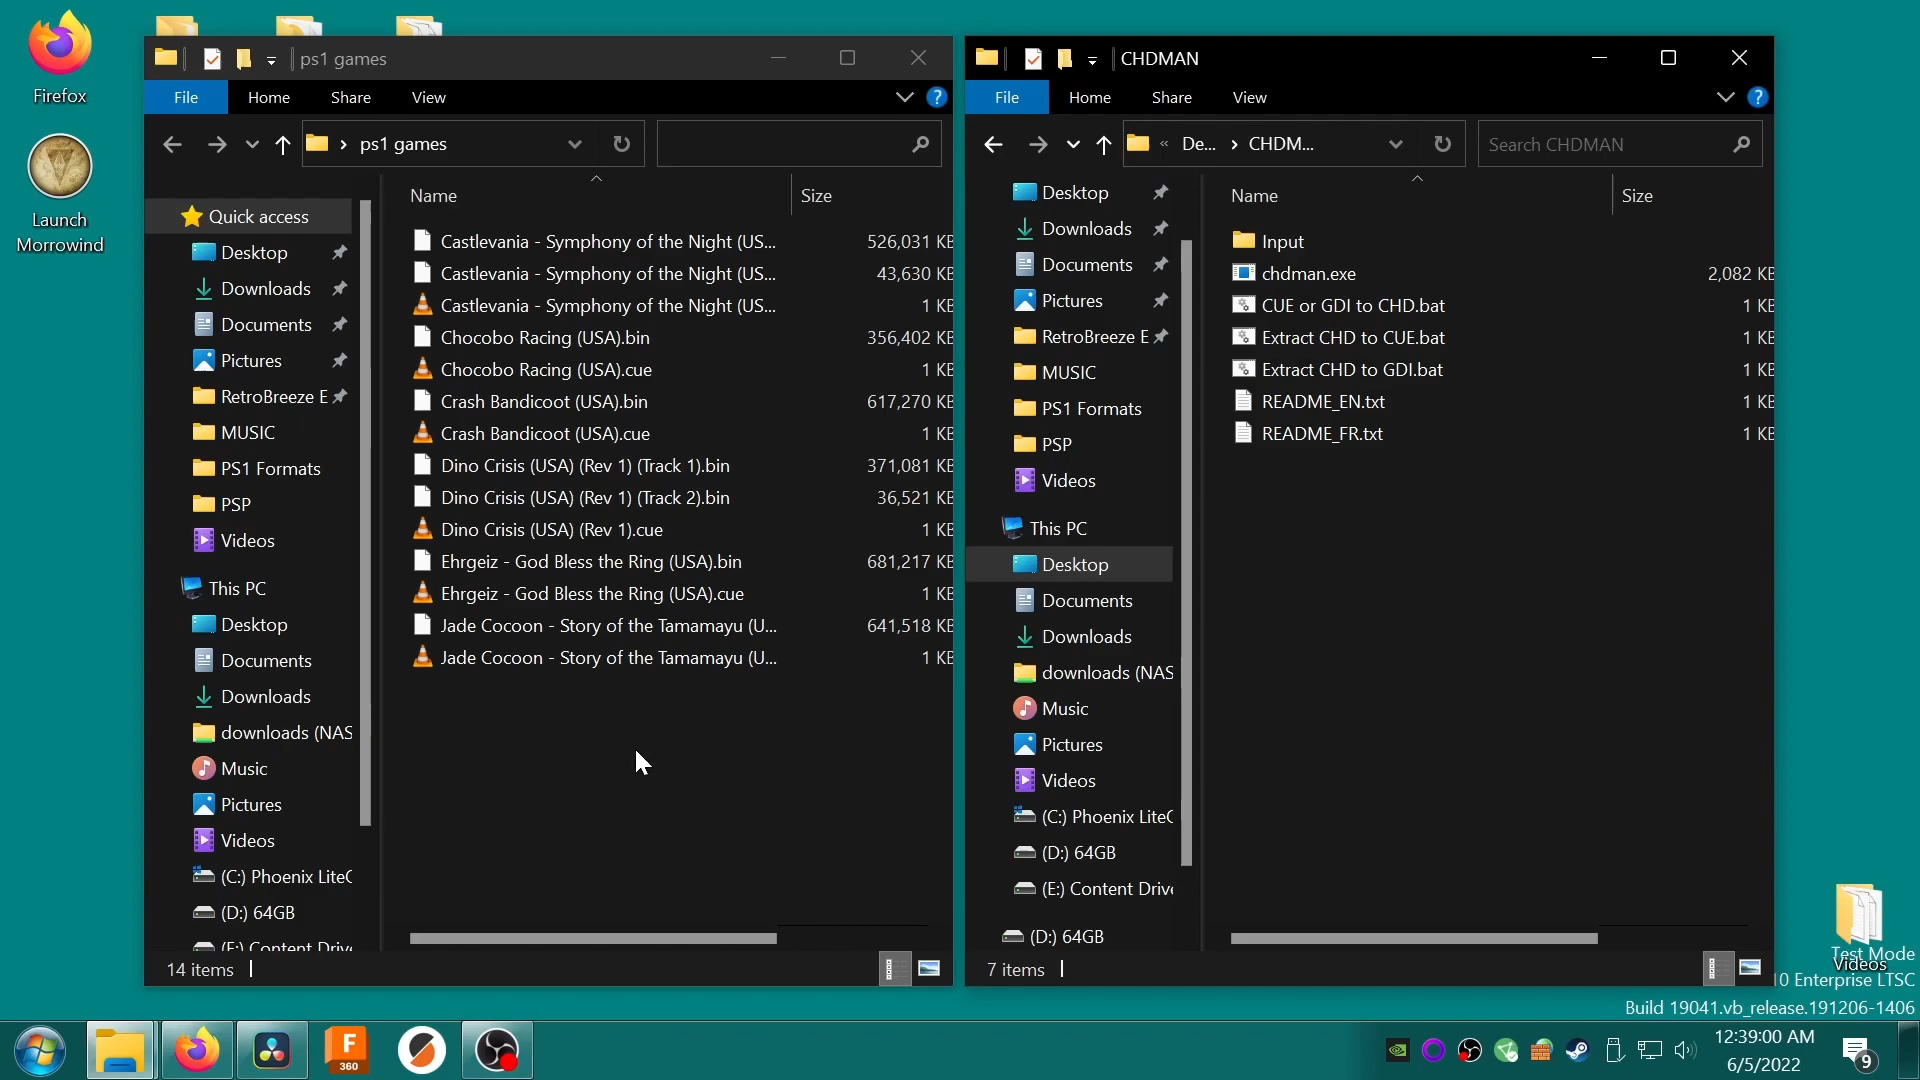 Firefox
Launch
Morrowind
ps1 games
File
Home
Share
View
?
ps1 games
Name
Size
Quick access
Desktop
Downloads
Documents
Pictures
RetroBreeze E
MUSIC
PS1 Formats
PSP
Videos
This PC
Desktop
Documents
Downloads
downloads (NAS
Music
Pictures
Videos
(C:) Phoenix Lite
(D:) 64GB
(E:) Content Drive
Castlevania - Symphony of the Night (US... 526,031 KB
Castlevania - Symphony of the Night (US... 43,630 KB
Castlevania - Symphony of the Night (US... 1 KB
Chocobo Racing (USA).bin 356,402 KB
Chocobo Racing (USA).cue 1 KB
Crash Bandicoot (USA).bin 617,270 KB
Crash Bandicoot (USA).cue 1 KB
Dino Crisis (USA) (Rev 1) (Track 1).bin 371,081 KB
Dino Crisis (USA) (Rev 1) (Track 2).bin 36,521 KB
Dino Crisis (USA) (Rev 1).cue 1 KB
Ehrgeiz - God Bless the Ring (USA).bin 681,217 KB
Ehrgeiz - God Bless the Ring (USA).cue 1 KB
Jade Cocoon - Story of the Tamamayu (U... 641,518 KB
Jade Cocoon - Story of the Tamamayu (U... 1 KB
14 items
CHDMAN
File
Home
Share
View
?
« De... CHDM...
Search CHDMAN
Name
Size
Desktop
Downloads
Documents
Pictures
RetroBreeze E
MUSIC
PS1 Formats
PSP
Videos
This PC
Desktop
Documents
Downloads
downloads (NAS
Music
Pictures
Videos
(C:) Phoenix Lite
(D:) 64GB
(E:) Content Drive
(D:) 64GB
Input
chdman.exe 2,082 KB
CUE or GDI to CHD.bat 1 KB
Extract CHD to CUE.bat 1 KB
Extract CHD to GDI.bat 1 KB
README_EN.txt 1 KB
README_FR.txt 1 KB
7 items
Videos
Test Mode
10 Enterprise LTSC
Build 19041.vb_release.191206-1406
F
360
12:39:00 AM
6/5/2022
9